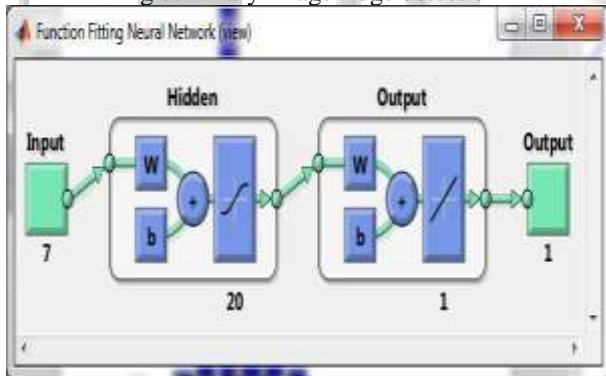 Function Fitting Neural Network (view)
Hidden
Output
Input
Output
W
b
+
W
b
+
7
20
1
1